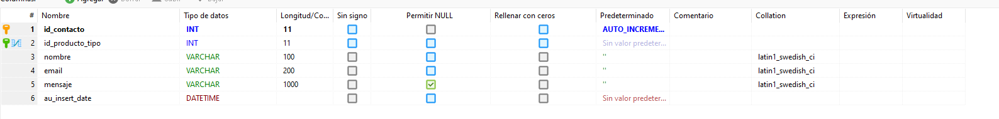 Agregar
# Nombre Tipo de datos Longitud/Co... Sin signo Permitir NULL Rellenar con ceros Predeterminado Comentario Collation Expresión Virtualidad
1 id_contacto INT 11 AUTO_INCREME...
2 id_producto_tipo INT 11 Sin valor predeter...
3 nombre VARCHAR 100 '' latin1_swedish_ci
4 email VARCHAR 200 '' latin1_swedish_ci
5 mensaje VARCHAR 1000 '' latin1_swedish_ci
6 au_insert_date DATETIME Sin valor predeter...